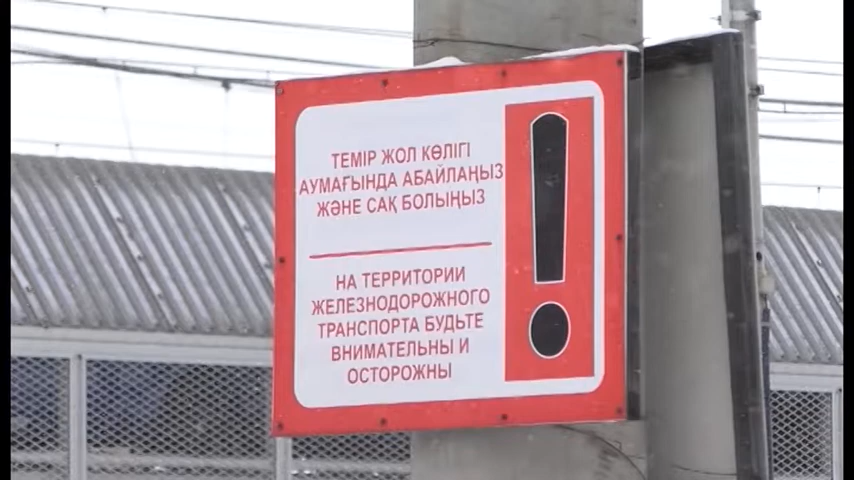 ТЕМІР ЖОЛ КӨЛІГІ
АУМАҒЫНДА АБАЙЛАҢЫЗ
ЖӘНЕ САҚ БОЛЫҢЫЗ
НА ТЕРРИТОРИИ
ЖЕЛЕЗНОДОРОЖНОГО
ТРАНСПОРТА БУДЬТЕ
ВНИМАТЕЛЬНЫ И
ОСТОРОЖНЫ